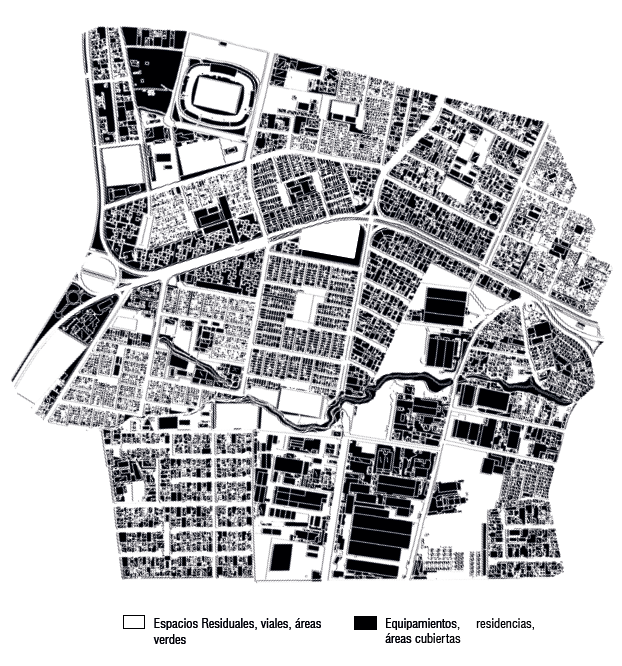 Espacios Residuales, viales, áreas
verdes
Equipamientos, residencias,
áreas cubiertas